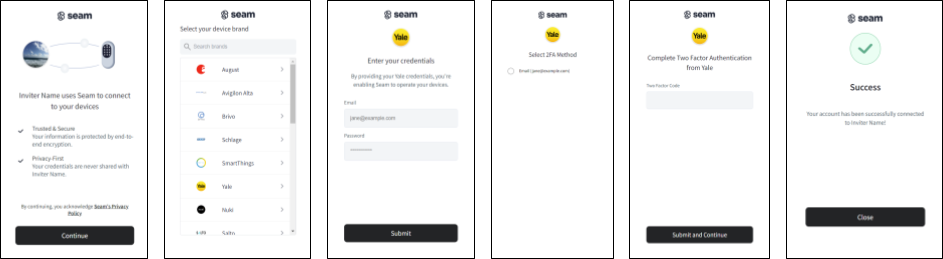 seam
Inviter Name uses Seam to connect
to your devices
Trusted & Secure
Your information is protected by end-to-
end encryption.
Privacy-First
Your credentials are never shared with
Inviter Name.
By continuing, you acknowledge Seam's Privacy
Policy
Continue
seam
Select your device brand
Search brands
August
Avigilon Alta
Brivo
Schlage
SmartThings
Yale
Nuki
Salto
seam
Yale
Enter your credentials
By providing your Yale credentials, you're
enabling Seam to operate your devices.
Email
jane@example.com
Password
Submit
seam
Yale
Select 2FA Method
Email (jane@example.com)
seam
Yale
Complete Two Factor Authentication
from Yale
Two Factor Code
Submit and Continue
seam
Success
Your account has been successfully connected
to Inviter Name!
Close